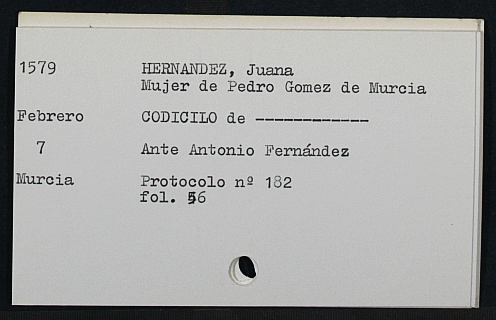 1579 HERNANDEZ, Juana
Mujer de Pedro Gomez de Murcia
Febrero CODICILO de ------------
7 Ante Antonio Fernández
Murcia Protocolo nº 182
fol. 56